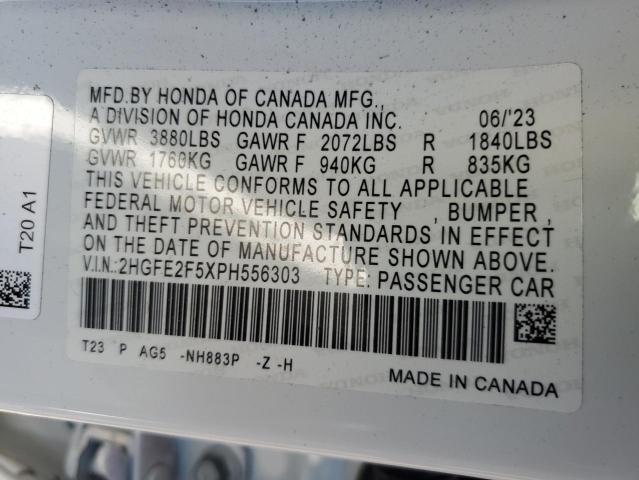 MFD.BY HONDA OF CANADA MFG.,
A DIVISION OF HONDA CANADA INC. 06/'23
GVWR 3880LBS GAWR F 2072LBS R 1840LBS
GVWR 1760KG GAWR F 940KG R 835KG
THIS VEHICLE CONFORMS TO ALL APPLICABLE
FEDERAL MOTOR VEHICLE SAFETY , BUMPER ,
AND THEFT PREVENTION STANDARDS IN EFFECT
ON THE DATE OF MANUFACTURE SHOWN ABOVE.
V.I.N.:2HGFE2F5XPH556303 TYPE: PASSENGER CAR
T23 P AG5 -NH883P -Z -H
MADE IN CANADA
T20 A1